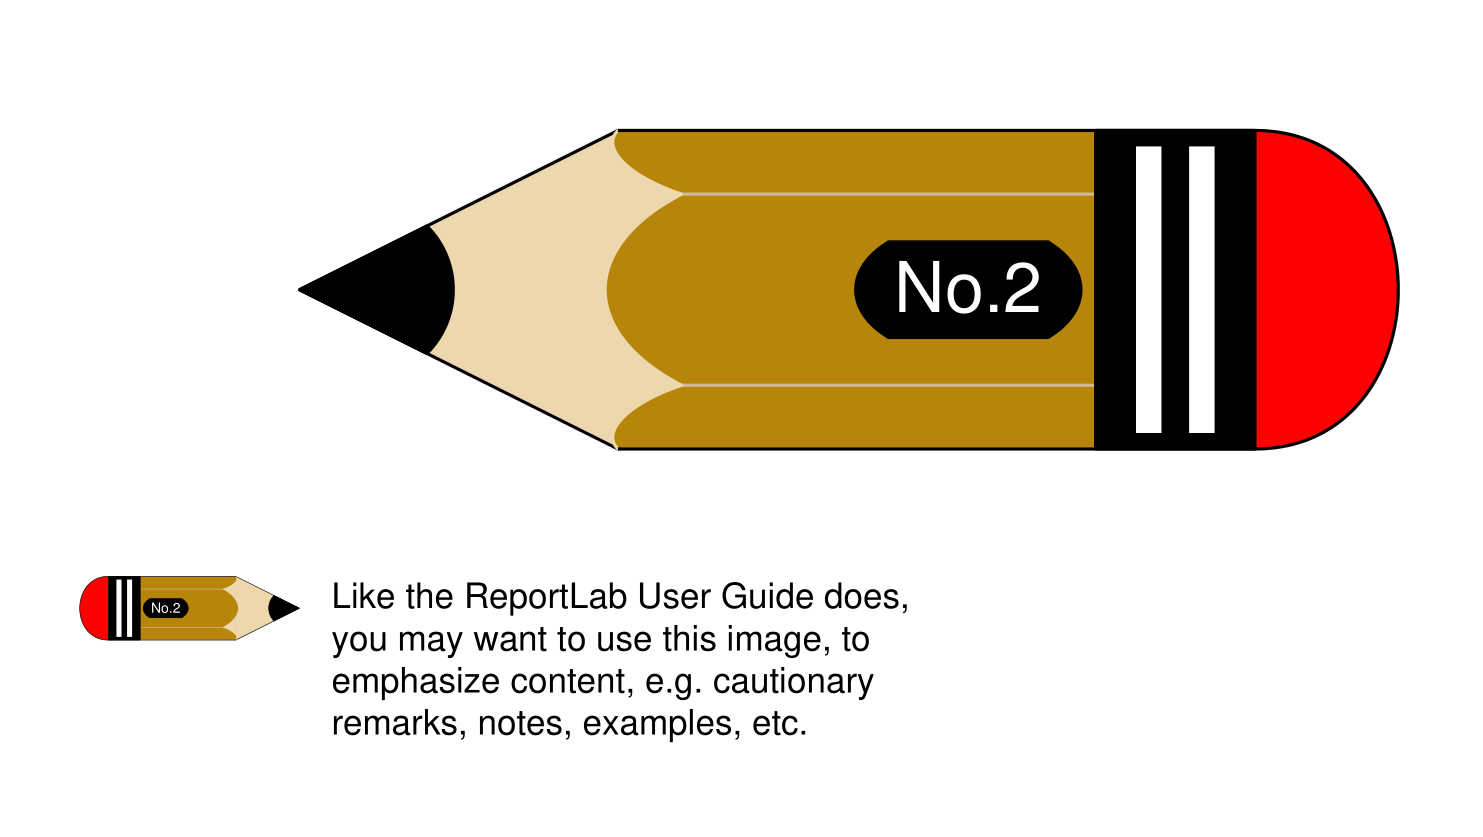 No.2
No.2
Like the ReportLab User Guide does,
you may want to use this image, to
emphasize content, e.g. cautionary
remarks, notes, examples, etc.